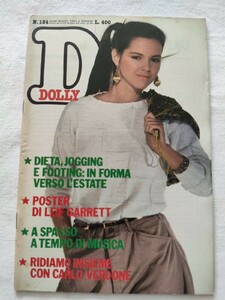 N. 184
L. 400
D
DOLLY
★ DIETA, JOGGING
E FOOTING: IN FORMA
VERSO L'ESTATE
★ POSTER
DI LEIF GARRETT
★ A SPASSO
A TEMPO DI MUSICA
★ RIDIAMO INSIEME
CON CARLO VERDONE